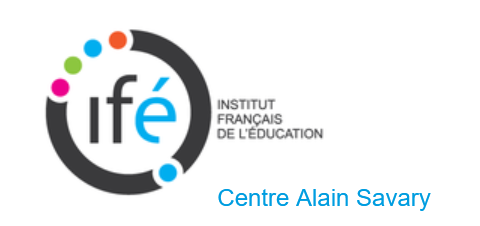 ifé
INSTITUT
FRANÇAIS
DE L'ÉDUCATION
Centre Alain Savary